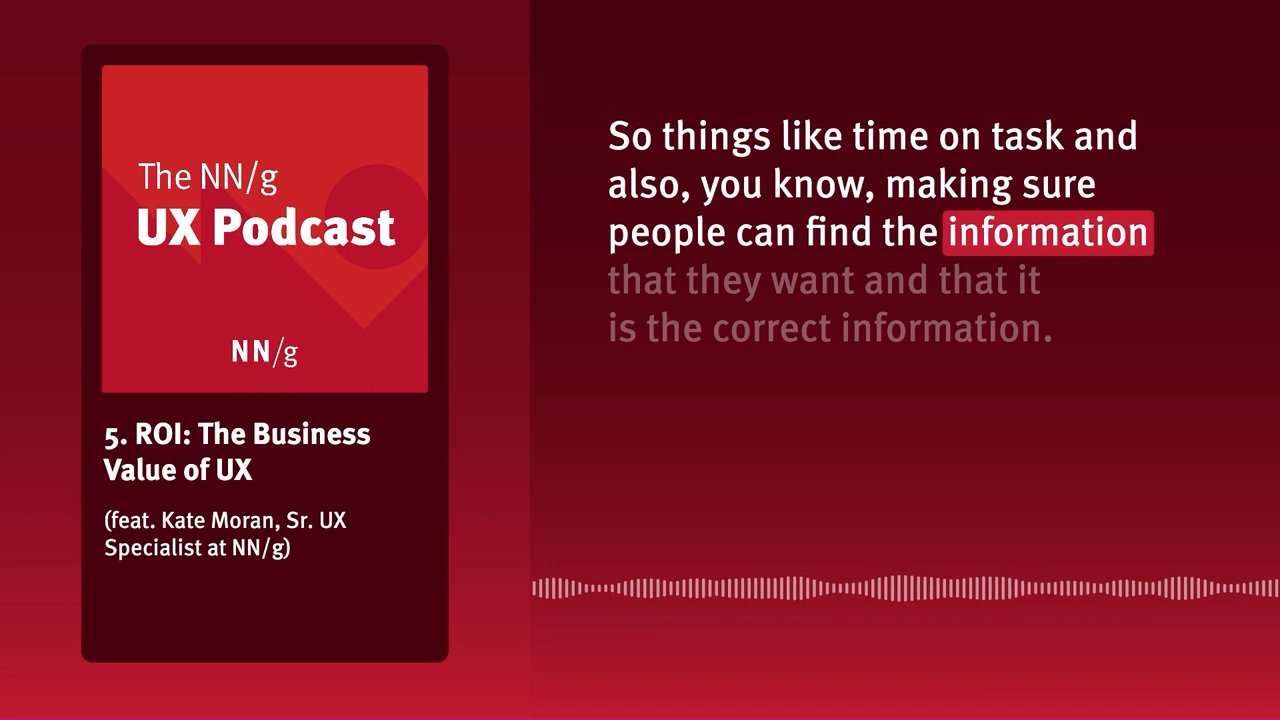 The NN/g
UX Podcast
NN/g
5. ROI: The Business
Value of UX
(feat. Kate Moran, Sr. UX
Specialist at NN/g)
So things like time on task and
also, you know, making sure
people can find the information
that they want and that it
is the correct information.